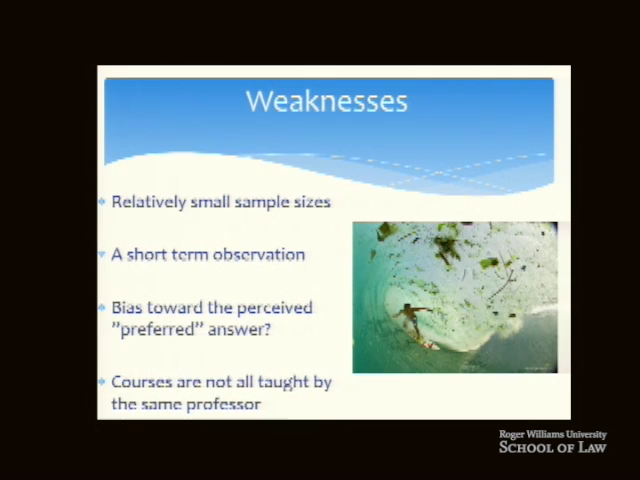 Weaknesses
Relatively small sample sizes
A short term observation
Bias toward the perceived
"preferred" answer?
Courses are not all taught by
the same professor
Roger Williams University
SCHOOL OF LAW